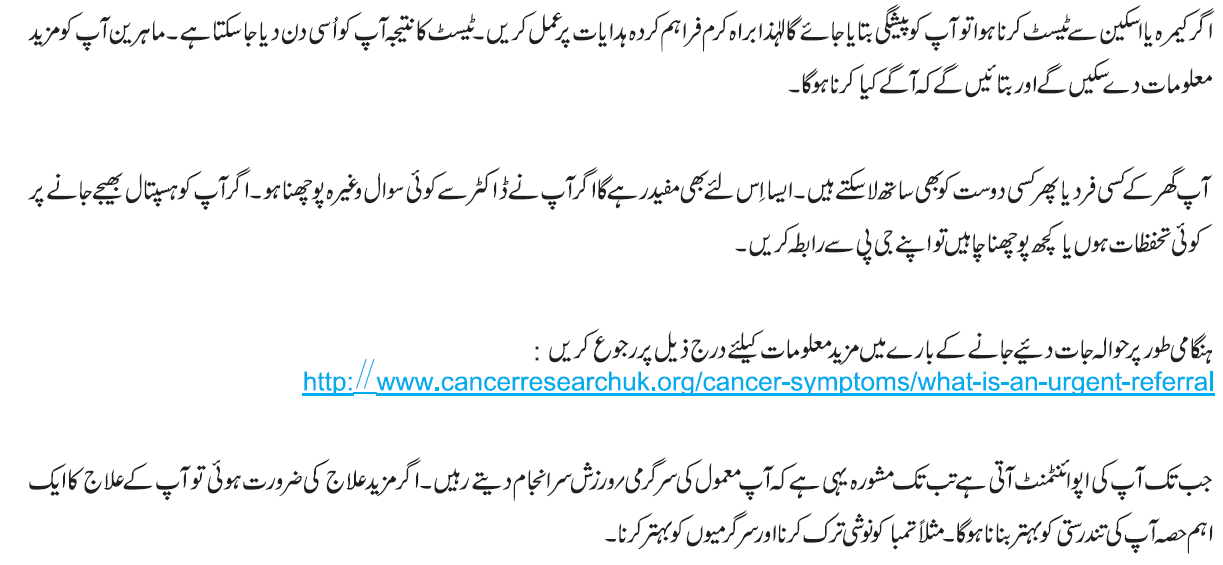 اگر کیمرہ یا اسکین سے ٹیسٹ کرنا ہوا تو آپ کو پیشگی بتایا جائے گا لہٰذا براہ کرم فراہم کردہ ہدایات پر عمل کریں۔ ٹیسٹ کا نتیجہ آپ کو اُسی دن دیا جا سکتا ہے۔ ماہرین آپ کو مزید
معلومات دے سکیں گے اور بتائیں گے کہ آگے کیا کرنا ہوگا۔
آپ گھر کے کسی فرد یا پھر کسی دوست کو بھی ساتھ لا سکتے ہیں۔ ایسا اِس لئے بھی مفید رہے گا اگر آپ نے ڈاکٹر سے کوئی سوال وغیرہ پوچھنا ہو۔ اگر آپ کو ہسپتال بھیجے جانے پر
کوئی تحفظات ہوں یا کچھ پوچھنا چاہیں تو اپنے جی پی سے رابطہ کریں۔
ہنگامی طور پر حوالہ جات دئیے جانے کے بارے میں مزید معلومات کیلئے درج ذیل پر رجوع کریں :
http://www.cancerresearchuk.org/cancer-symptoms/what-is-an-urgent-referral
جب تک آپ کی اپوائنٹمنٹ آتی ہے تب تک مشورہ یہی ہے کہ آپ معمول کی سرگرمی/ورزش سرانجام دیتے رہیں۔ اگر مزید علاج کی ضرورت ہوئی تو آپ کے علاج کا ایک
اہم حصہ آپ کی تندرستی کو بہتر بنانا ہوگا۔ مثلاً تمباکو نوشی ترک کرنا اور سرگرمیوں کو بہتر کرنا۔